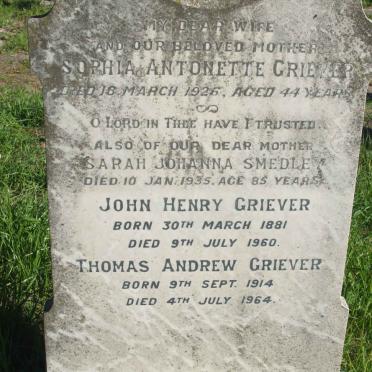 MY DEAR WIFE
AND OUR BELOVED MOTHER
SOPHIA ANTONETTE GRIEVER
DIED 18 MARCH 1926. AGED 44 YEARS
O LORD IN THEE HAVE I TRUSTED.
ALSO OF OUR DEAR MOTHER
SARAH JOHANNA SMEDLEY
DIED 10 JAN. 1935. AGE 85 YEARS.
JOHN HENRY GRIEVER
BORN 30TH MARCH 1881
DIED 9TH JULY 1960.
THOMAS ANDREW GRIEVER
BORN 9TH SEPT. 1914
DIED 4TH JULY 1964.